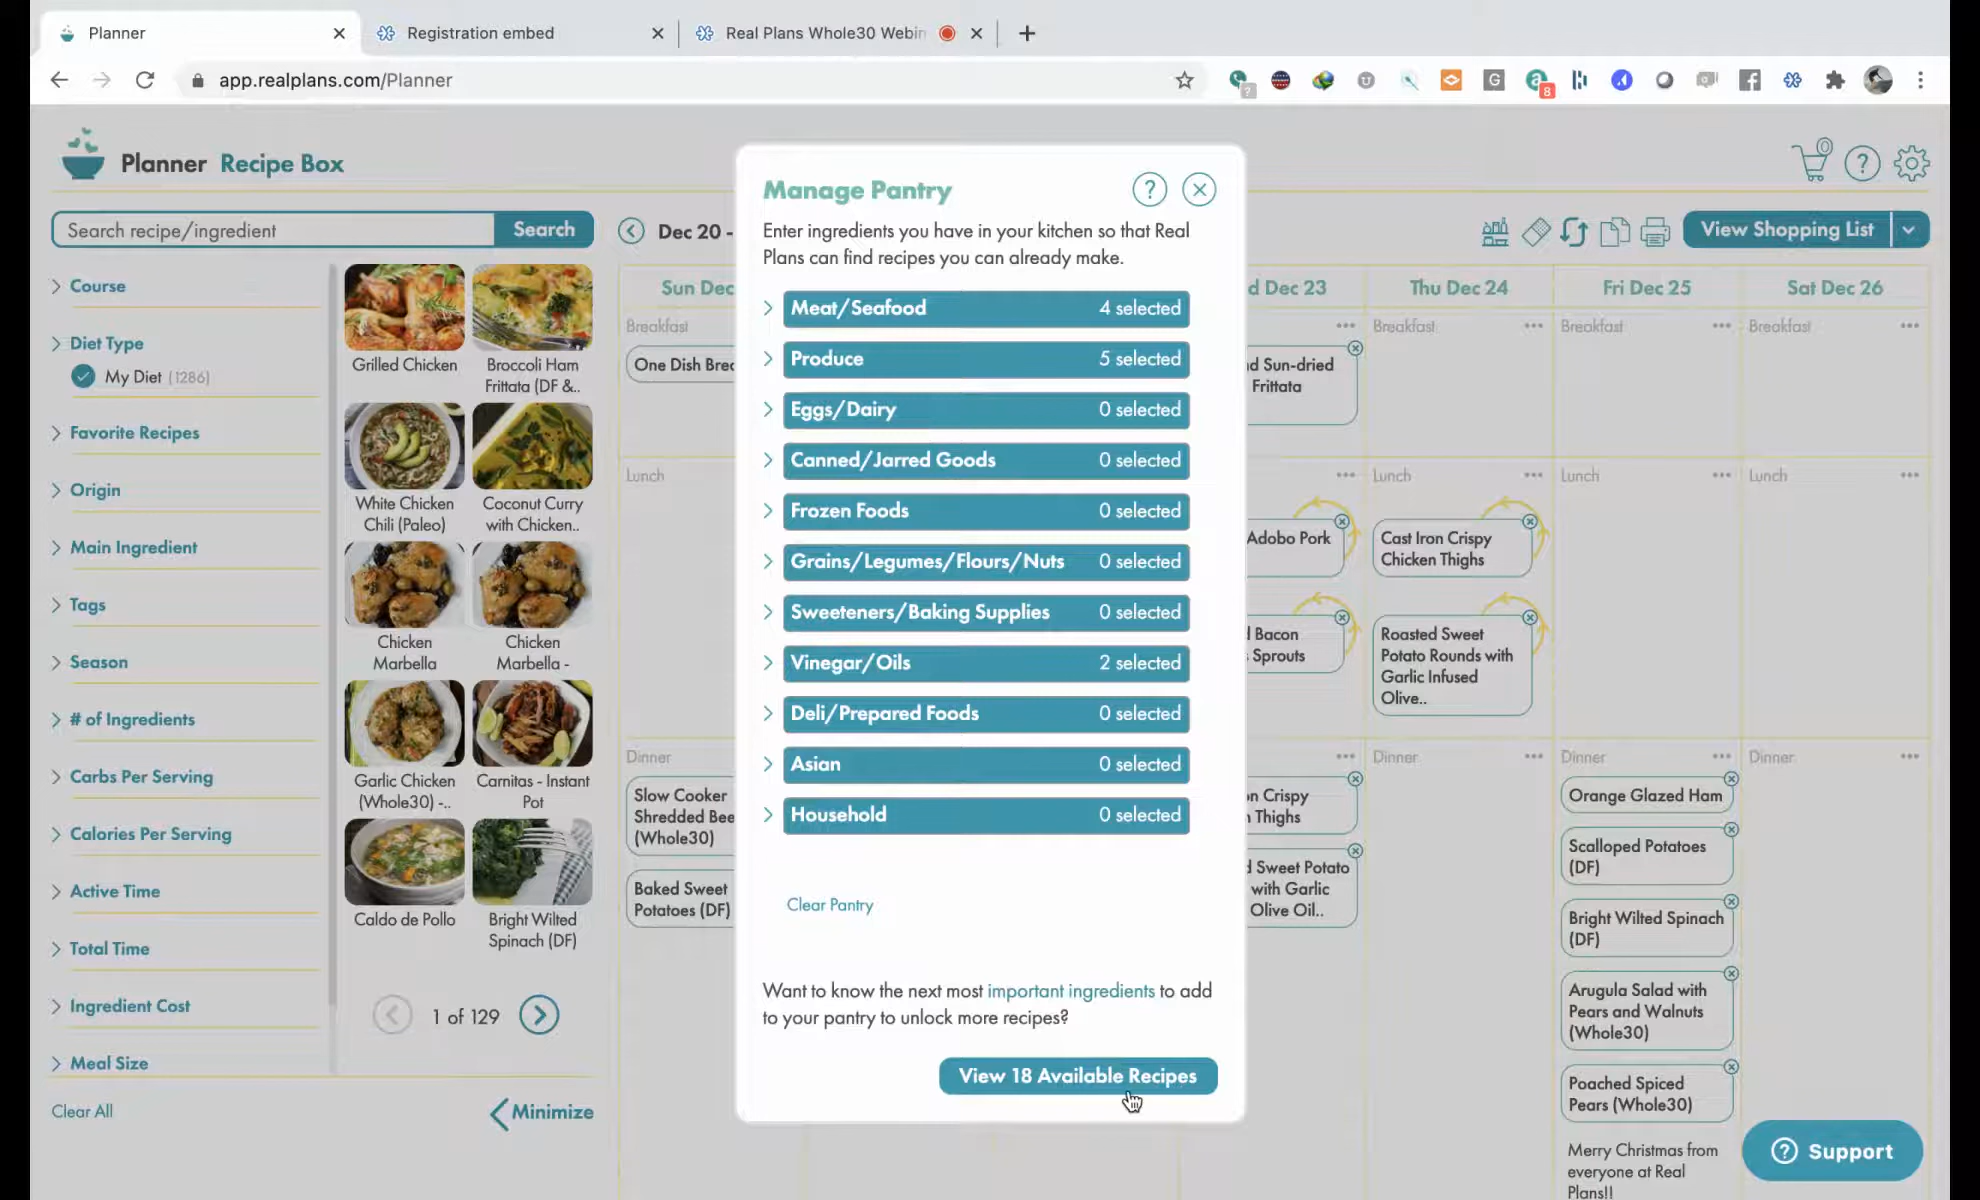 Planner
Registration embed
Real Plans Whole30 Webin
app.realplans.com/Planner
Planner Recipe Box
Search recipe/ingredient
Search
Course
Diet Type
My Diet (1286)
Favorite Recipes
Origin
Main Ingredient
Tags
Season
# of Ingredients
Carbs Per Serving
Calories Per Serving
Active Time
Total Time
Ingredient Cost
Meal Size
Clear All
Minimize
Grilled Chicken
Broccoli Ham
Frittata (DF &..
White Chicken
Chili (Paleo)
Coconut Curry
with Chicken..
Chicken
Marbella
Chicken
Marbella -
Garlic Chicken
(Whole30) -..
Carnitas - Instant
Pot
Caldo de Pollo
Bright Wilted
Spinach (DF)
1 of 129
Dec 20 -
Sun Dec
Breakfast
One Dish Brec
Lunch
Dinner
Slow Cooker
Shredded Bee
(Whole30)
Baked Sweet
Potatoes (DF)
Manage Pantry
?
Enter ingredients you have in your kitchen so that Real
Plans can find recipes you can already make.
Meat/Seafood 4 selected
Produce 5 selected
Eggs/Dairy 0 selected
Canned/Jarred Goods 0 selected
Frozen Foods 0 selected
Grains/Legumes/Flours/Nuts 0 selected
Sweeteners/Baking Supplies 0 selected
Vinegar/Oils 2 selected
Deli/Prepared Foods 0 selected
Asian 0 selected
Household 0 selected
Clear Pantry
Want to know the next most important ingredients to add
to your pantry to unlock more recipes?
View 18 Available Recipes
0
?
View Shopping List
d Dec 23
d Sun-dried
Frittata
Adobo Pork
d Bacon
s Sprouts
n Crispy
n Thighs
d Sweet Potato
with Garlic
Olive Oil..
Thu Dec 24
Breakfast
Lunch
Cast Iron Crispy
Chicken Thighs
Roasted Sweet
Potato Rounds with
Garlic Infused
Olive..
Dinner
Fri Dec 25
Breakfast
Lunch
Dinner
Orange Glazed Ham
Scalloped Potatoes
(DF)
Bright Wilted Spinach
(DF)
Arugula Salad with
Pears and Walnuts
(Whole30)
Poached Spiced
Pears (Whole30)
Merry Christmas from
everyone at Real
Plans!!
Sat Dec 26
Breakfast
Lunch
Dinner
? Support